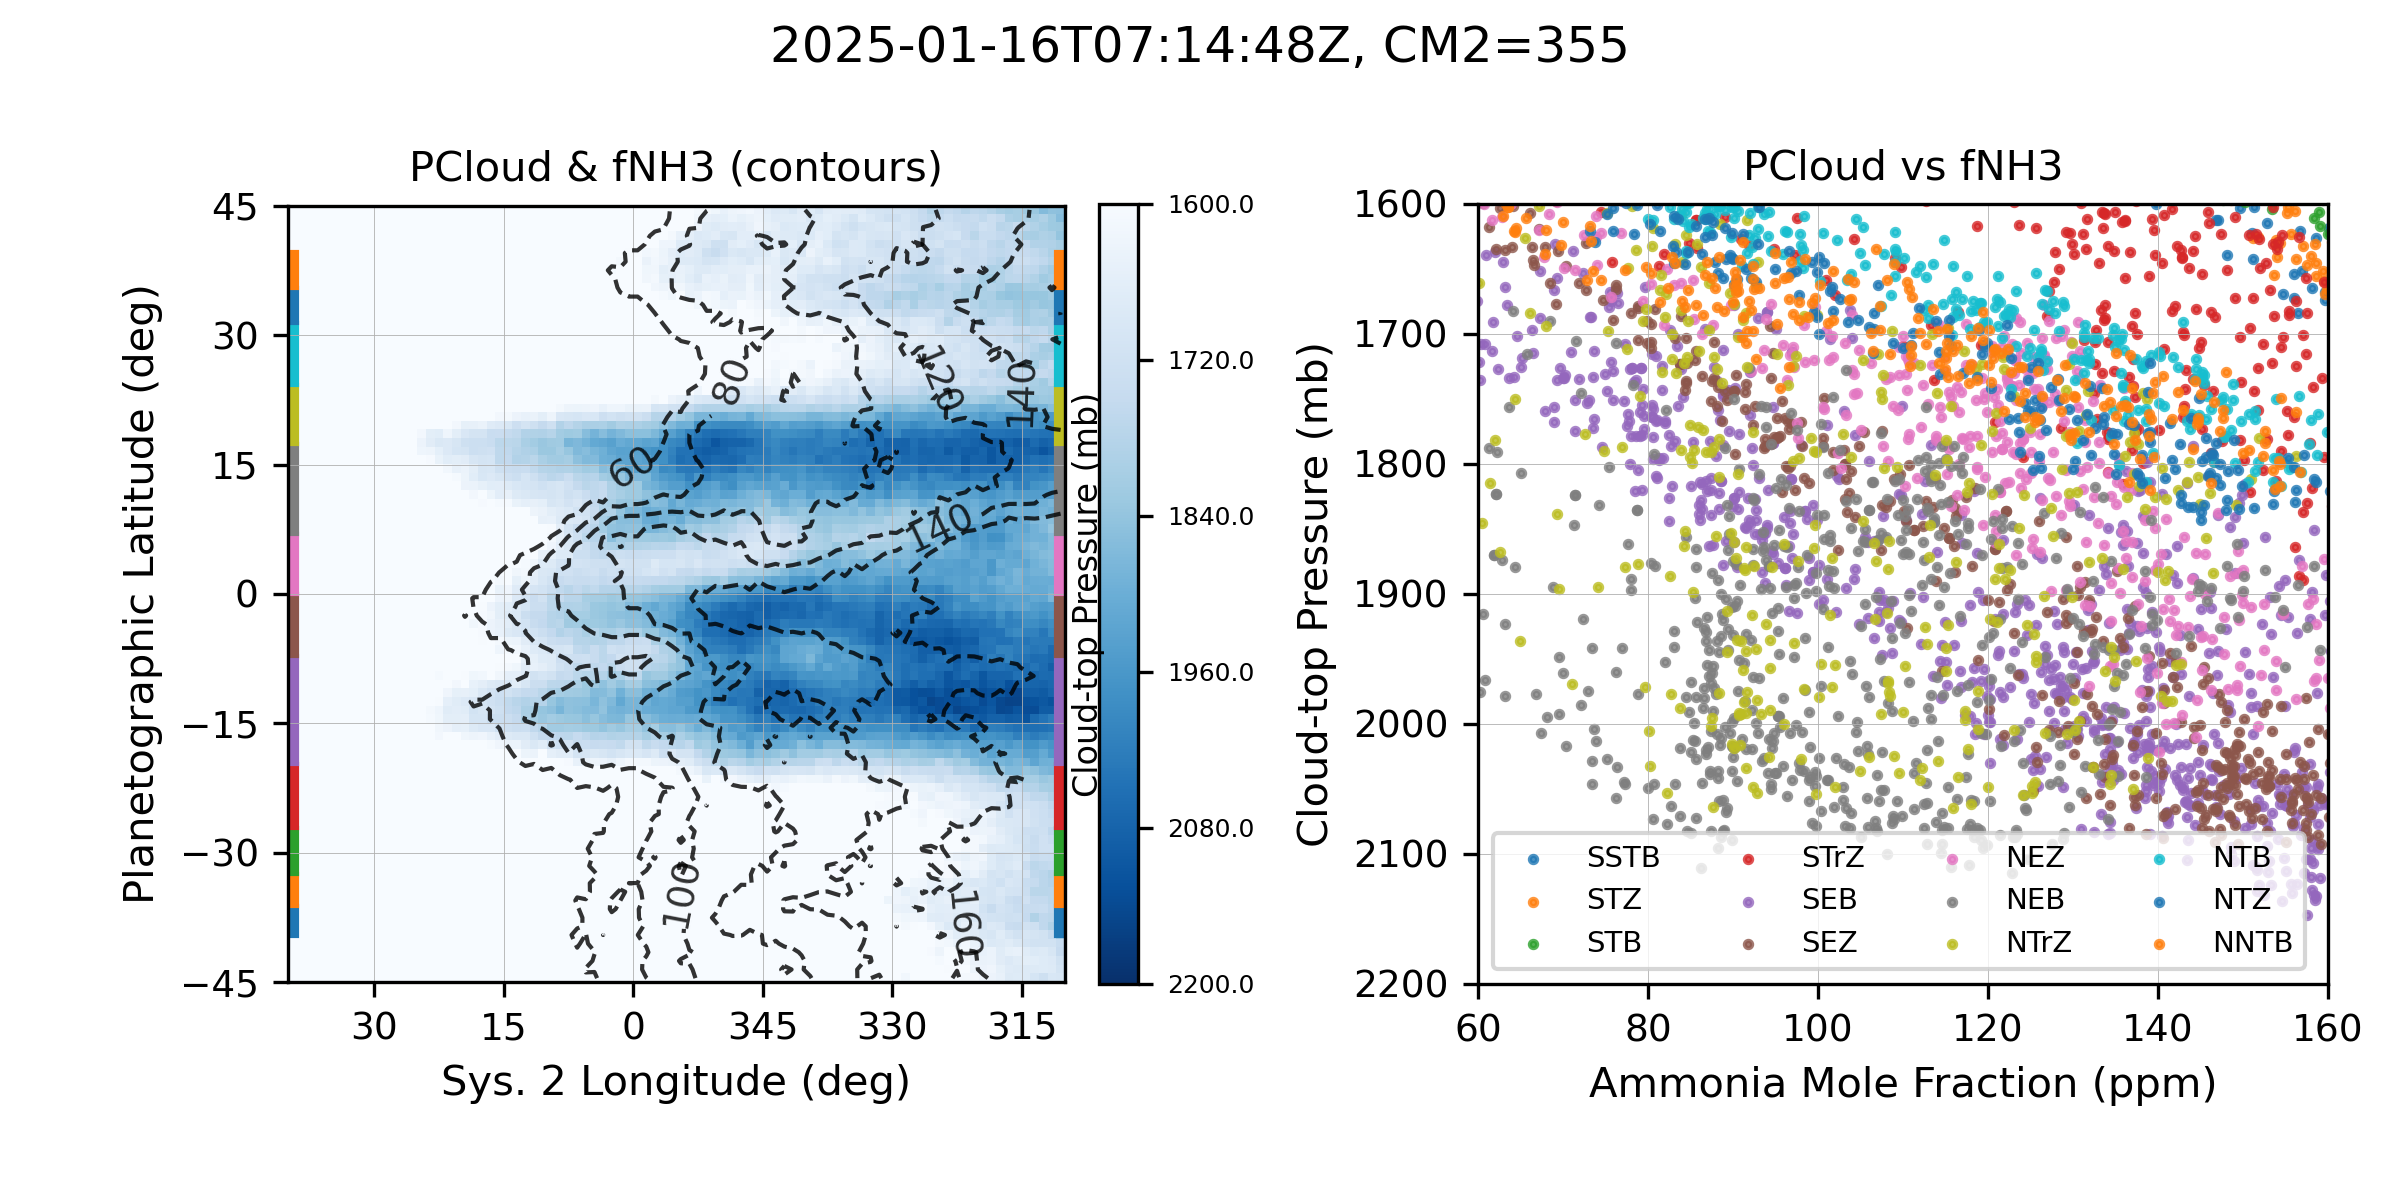 2025-01-16T07:14:48Z, CM2=355
PCloud & fNH3 (contours)
Planetographic Latitude (deg)
45
30
15
0
−15
−30
−45
30
15
0
345
330
315
Sys. 2 Longitude (deg)
60
80
120
140
140
100
160
Cloud-top Pressure (mb)
1600.0
1720.0
1840.0
1960.0
2080.0
2200.0
PCloud vs fNH3
Cloud-top Pressure (mb)
1600
1700
1800
1900
2000
2100
2200
60
80
100
120
140
160
Ammonia Mole Fraction (ppm)
SSTB
STZ
STB
STrZ
SEB
SEZ
NEZ
NEB
NTrZ
NTB
NTZ
NNTB